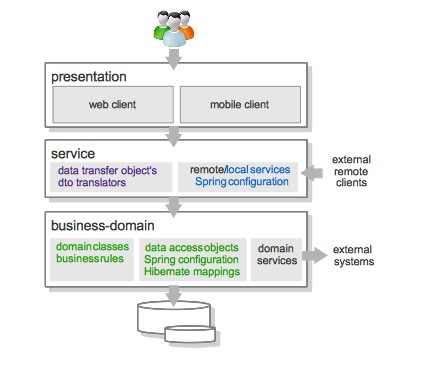 presentation
web client
mobile client
service
data transfer object's
dto translators
remote/local services
Spring configuration
external
remote
clients
business-domain
domain classes
business rules
data access objects
Spring configuration
Hibernate mappings
domain
services
external
systems